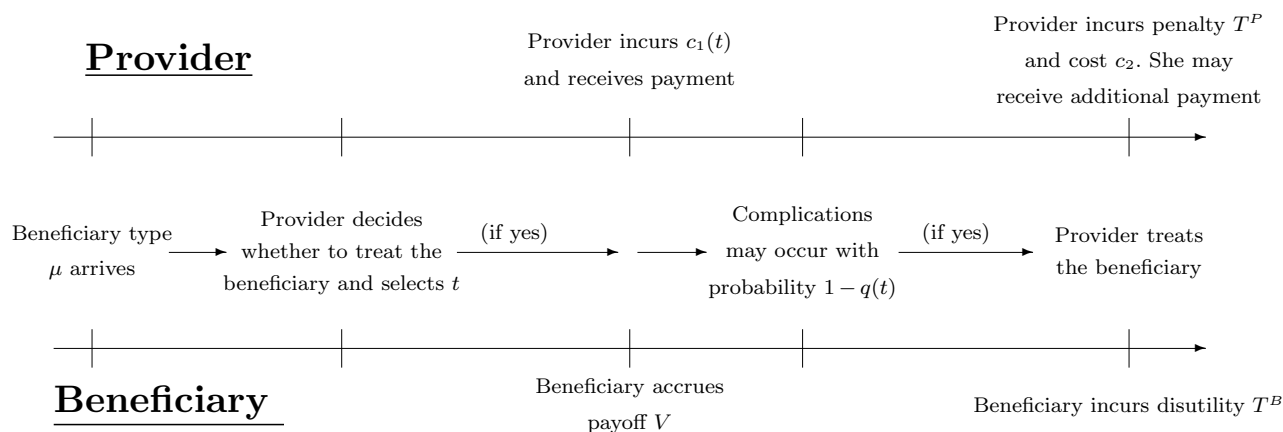 Provider
Provider incurs c₁(t)
and receives payment
Provider incurs penalty Tᴾ
and cost c₂. She may
receive additional payment
Beneficiary type
μ arrives
Provider decides
whether to treat the
beneficiary and selects t
(if yes)
Complications
may occur with
probability 1 − q(t)
(if yes)
Provider treats
the beneficiary
Beneficiary
Beneficiary accrues
payoff V
Beneficiary incurs disutility Tᴮ